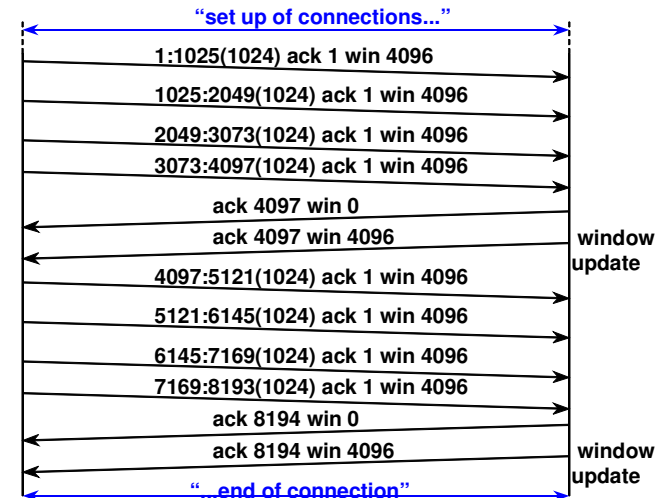 “set up of connections...”
1:1025(1024) ack 1 win 4096
1025:2049(1024) ack 1 win 4096
2049:3073(1024) ack 1 win 4096
3073:4097(1024) ack 1 win 4096
ack 4097 win 0
ack 4097 win 4096
window
update
4097:5121(1024) ack 1 win 4096
5121:6145(1024) ack 1 win 4096
6145:7169(1024) ack 1 win 4096
7169:8193(1024) ack 1 win 4096
ack 8194 win 0
ack 8194 win 4096
window
update
“...end of connection”